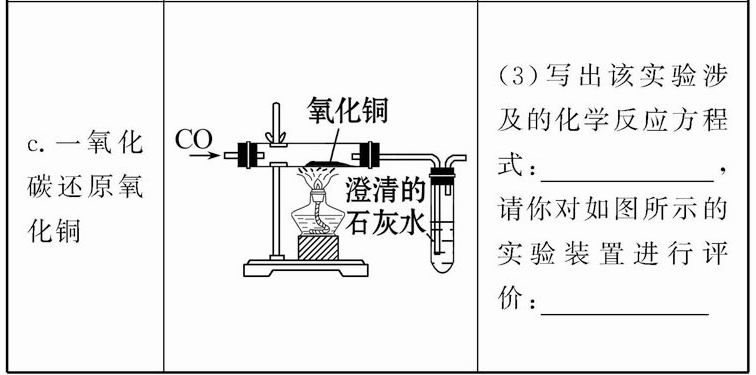 c. 一氧化
碳还原氧
化铜
CO
氧化铜
澄清的
石灰水
(3)写出该实验涉
及的化学反应方程
式：____________，
请你对如图所示的
实验装置进行评
价：____________